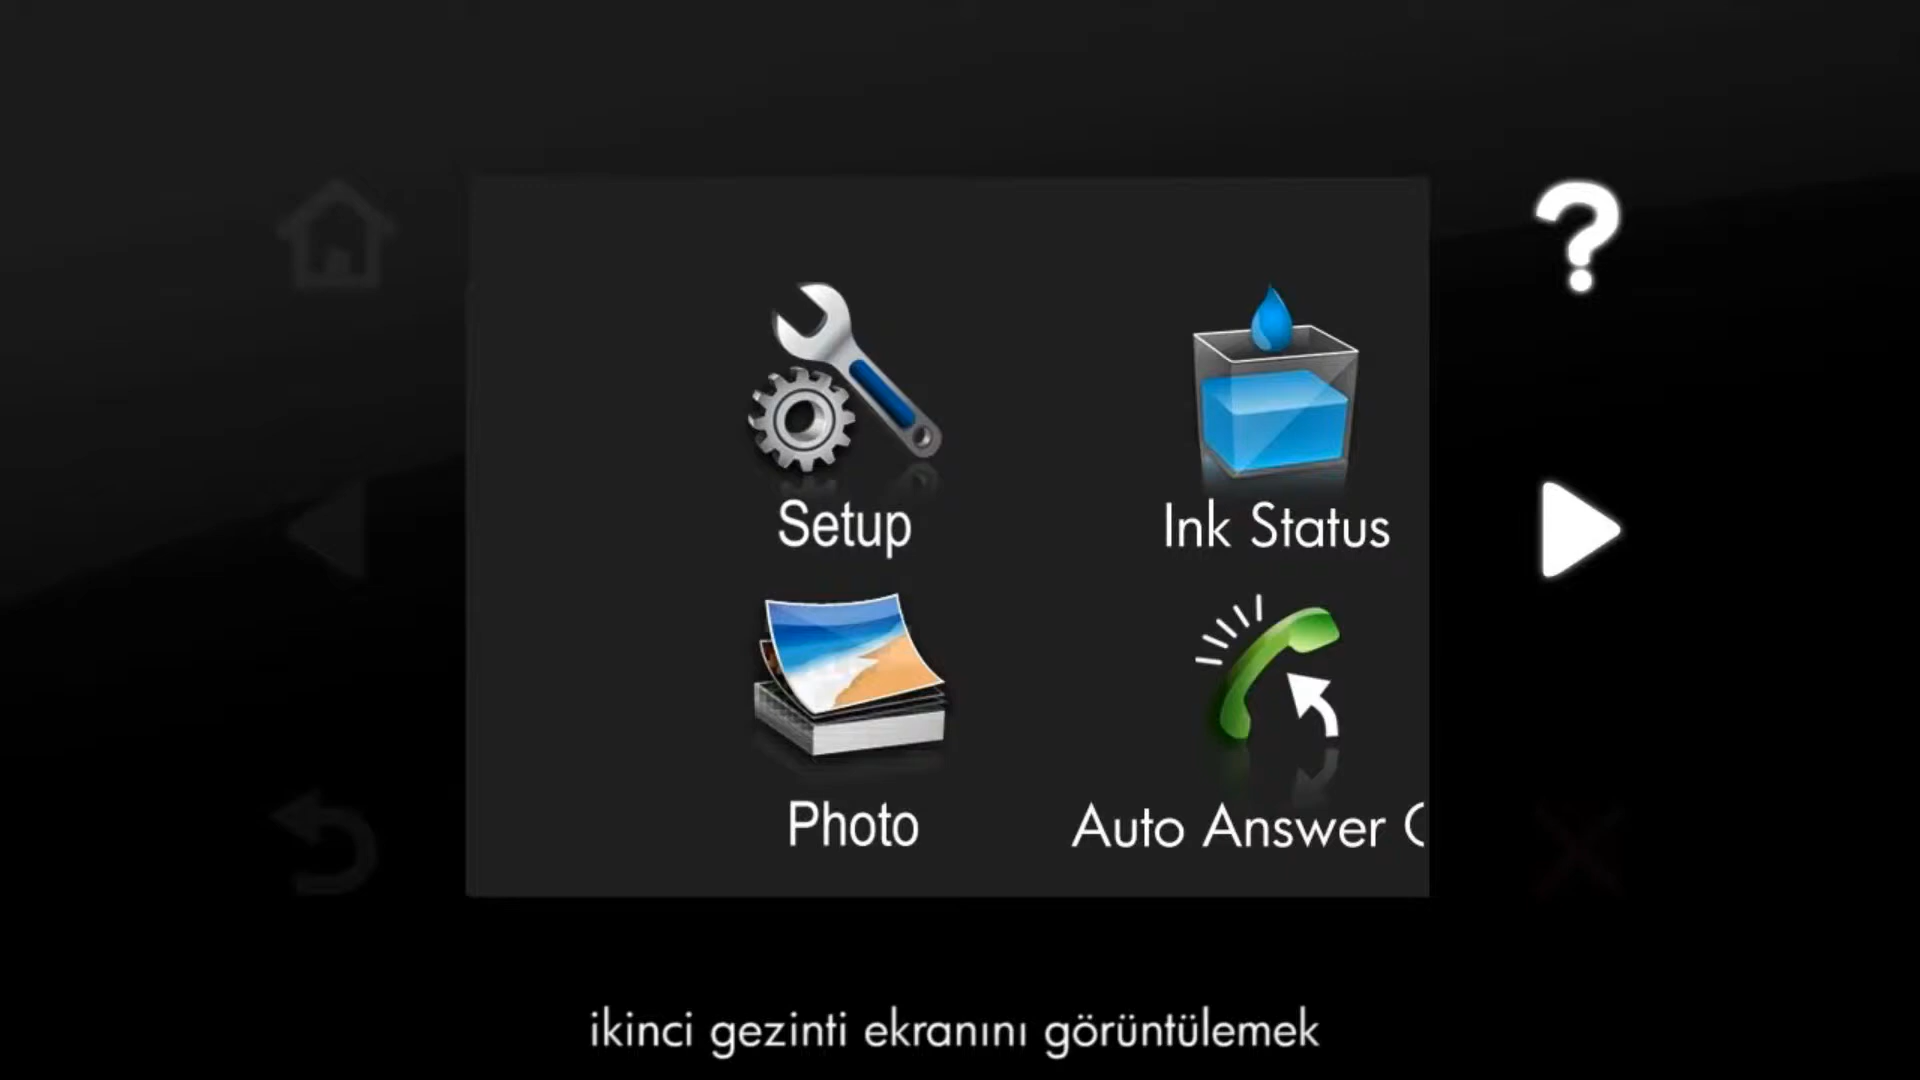 Setup
Ink Status
Photo
Auto Answer
ikinci gezinti ekranını görüntülemek